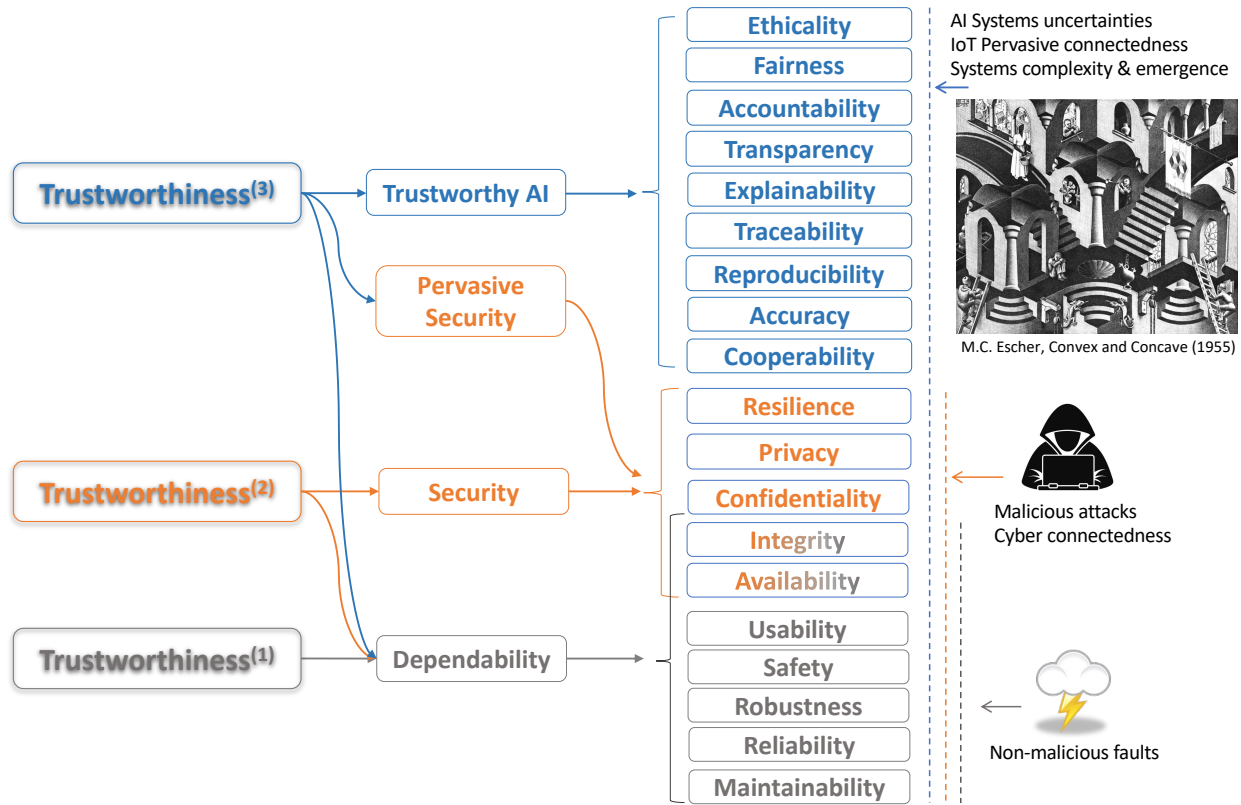 Trustworthiness(3)
Trustworthiness(2)
Trustworthiness(1)
Trustworthy AI
Pervasive
Security
Security
Dependability
Ethicality
Fairness
Accountability
Transparency
Explainability
Traceability
Reproducibility
Accuracy
Cooperability
Resilience
Privacy
Confidentiality
Integrity
Availability
Usability
Safety
Robustness
Reliability
Maintainability
AI Systems uncertainties
IoT Pervasive connectedness
Systems complexity & emergence
M.C. Escher, Convex and Concave (1955)
Malicious attacks
Cyber connectedness
Non-malicious faults